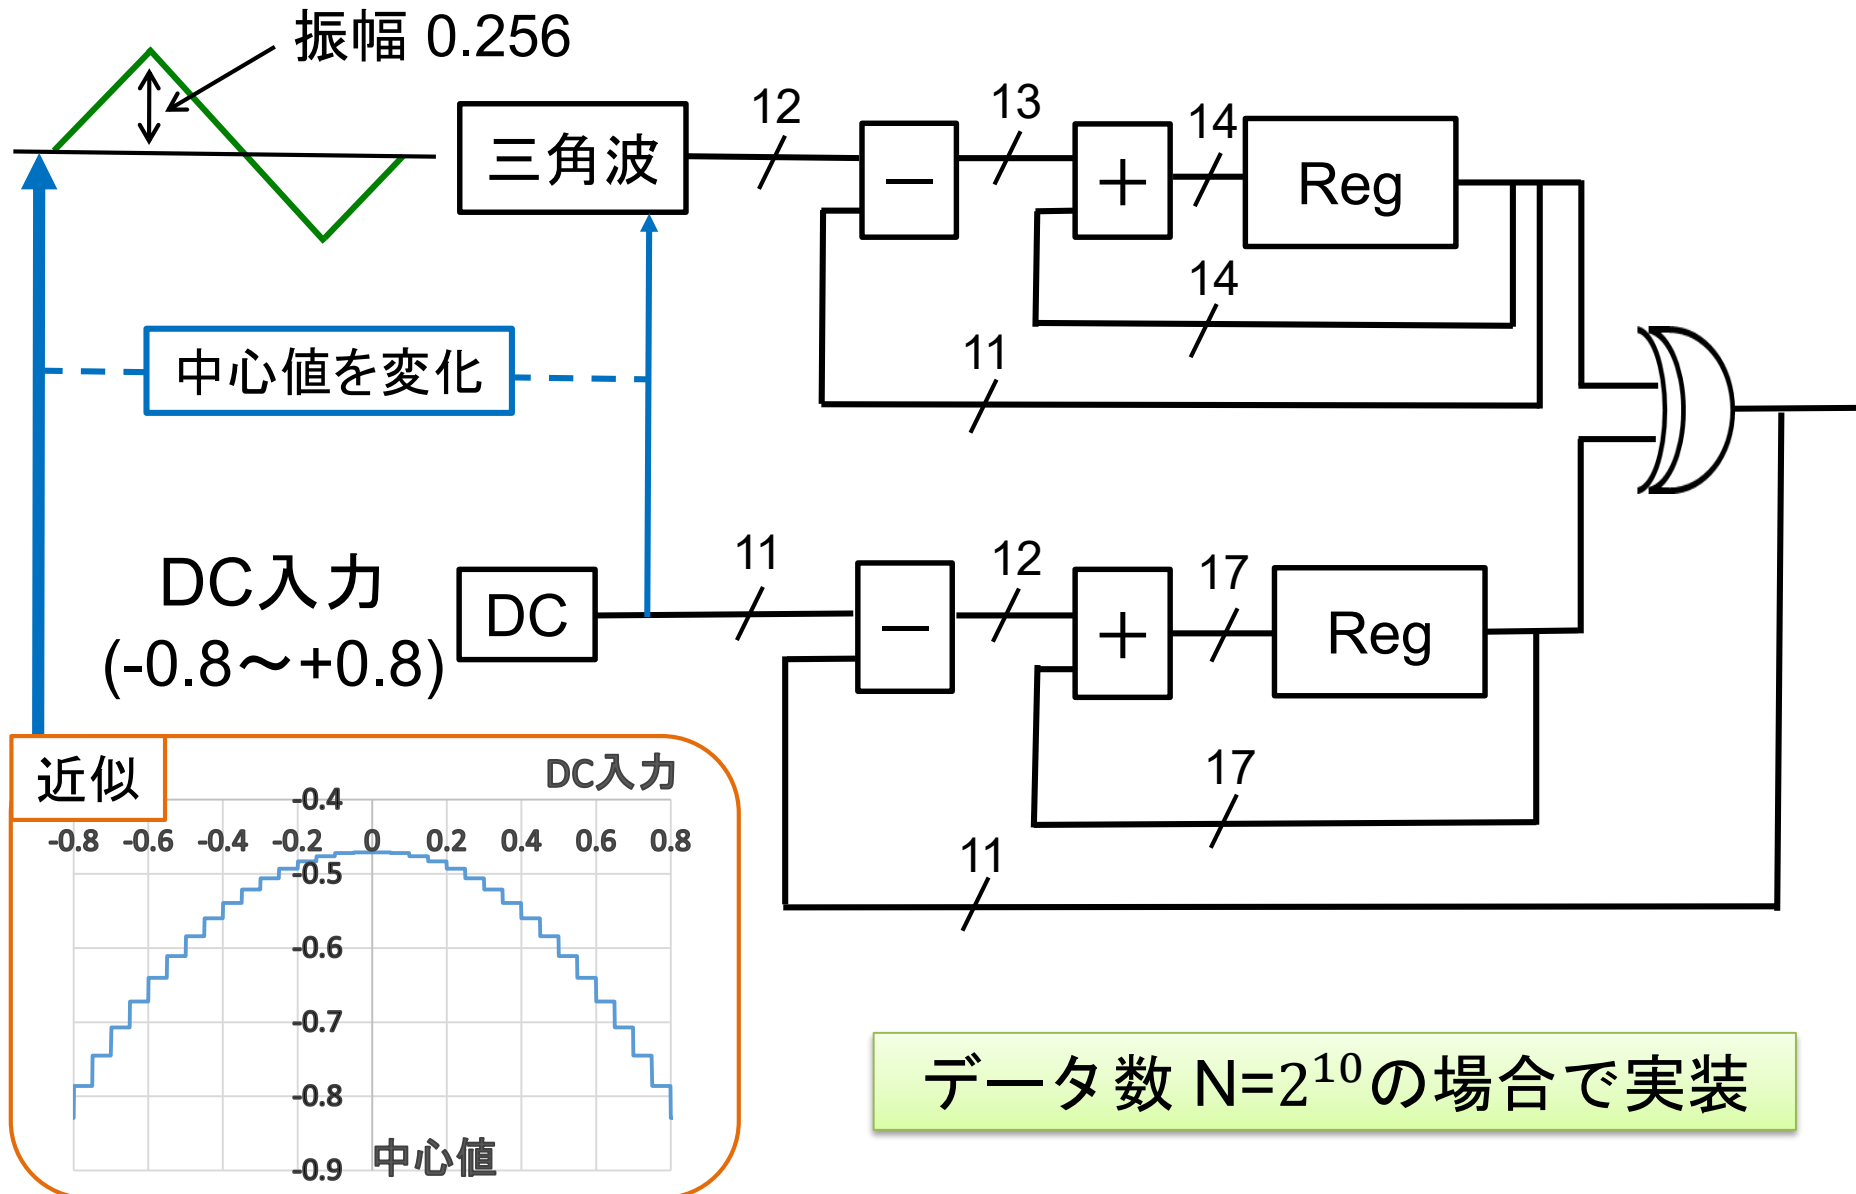 振幅 0.256
三角波
12
−
13
+
14
Reg
14
11
中心値を変化
DC入力
(-0.8～+0.8)
DC
11
−
12
+
17
Reg
17
11
近似
DC入力
-0.4
-0.8 -0.6 -0.4 -0.2 0 0.2 0.4 0.6 0.8
-0.5
-0.6
-0.7
-0.8
-0.9
中心値
データ数 N=2¹⁰の場合で実装